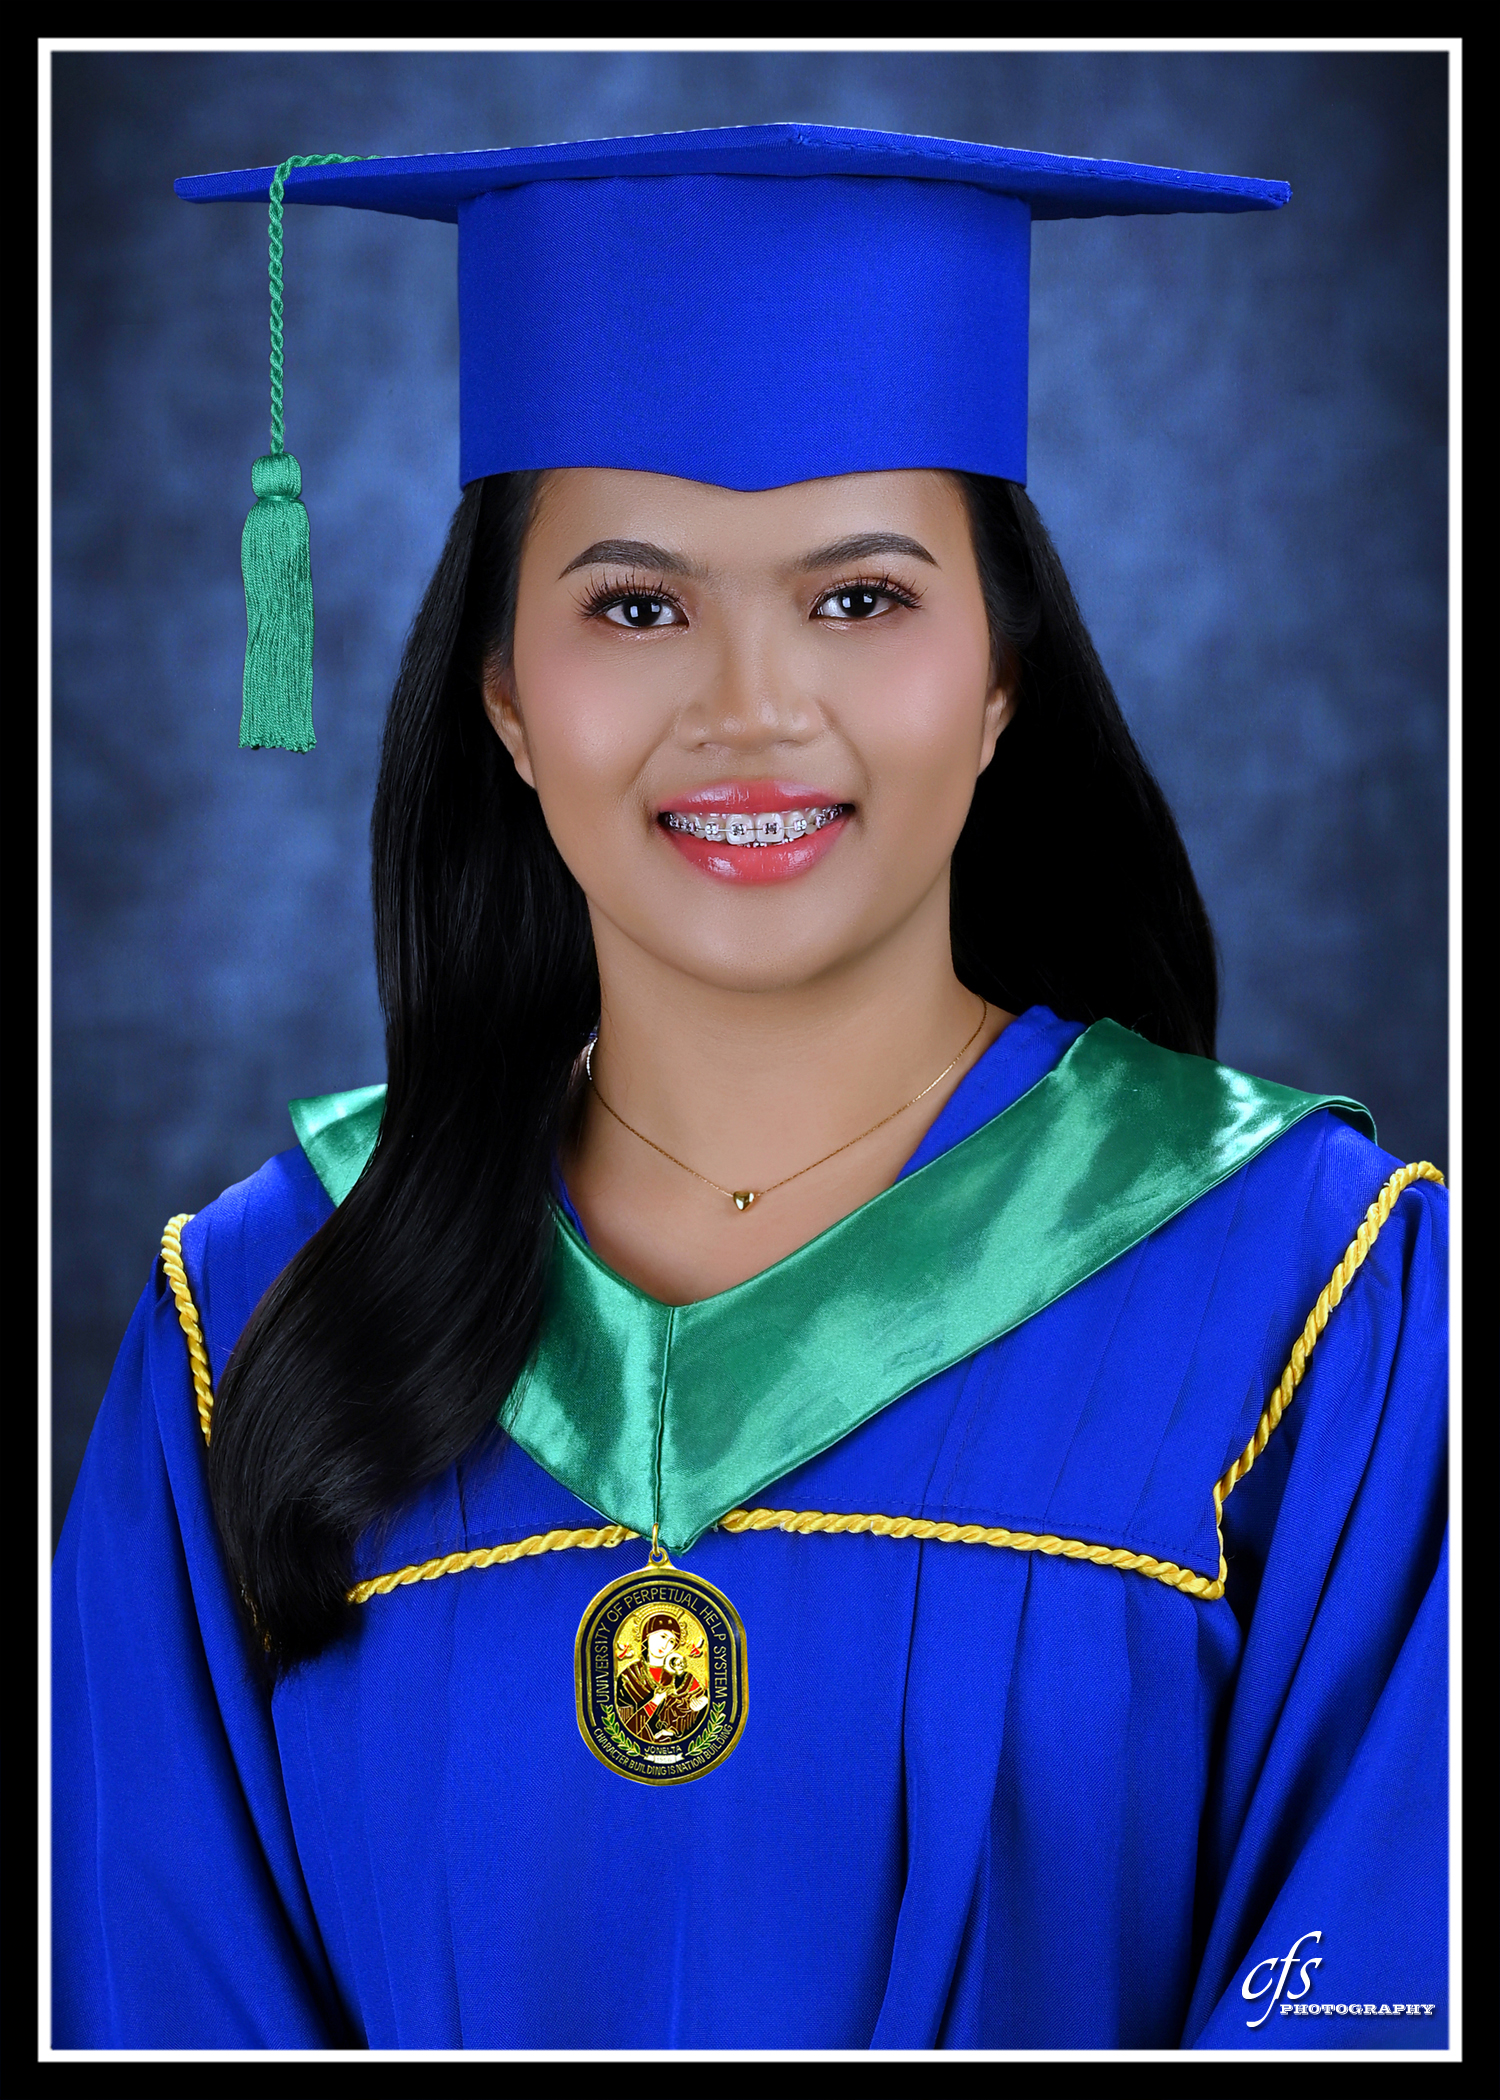 UNIVERSITY OF PERPETUAL HELP SYSTEM
JONELTA
CHARACTER BUILDING IS NATION BUILDING
cfs
PHOTOGRAPHY